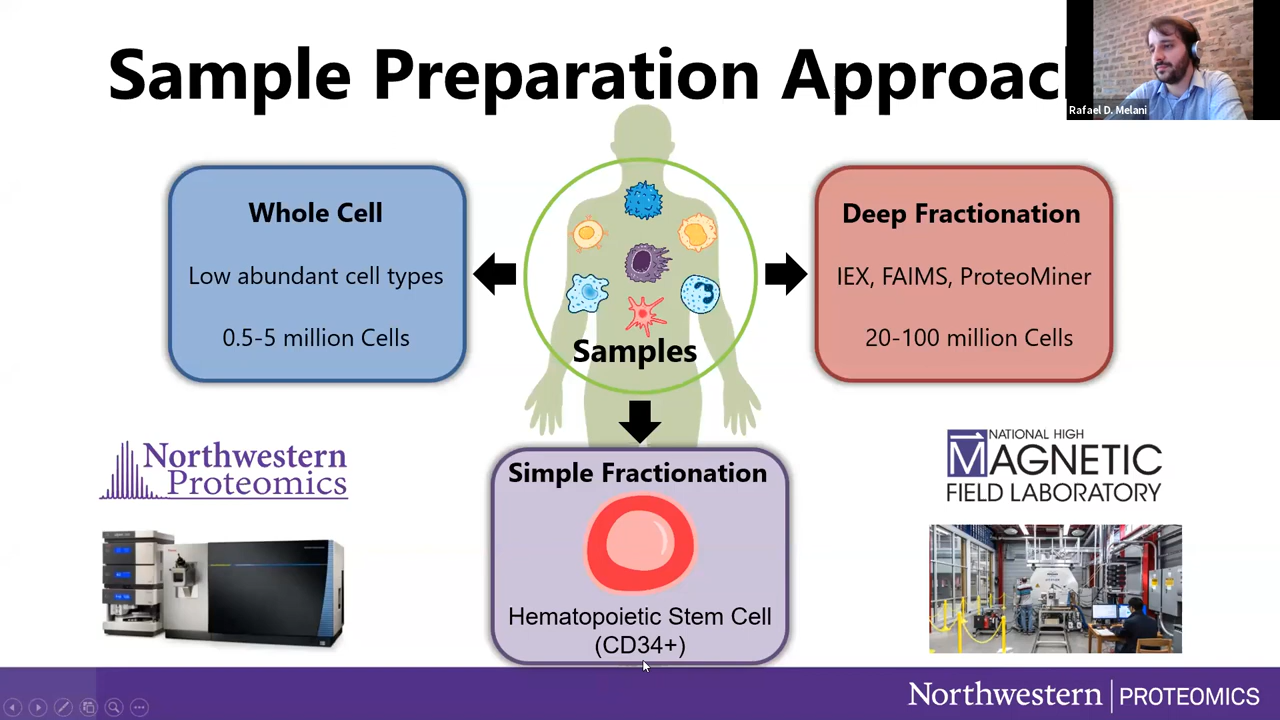 Sample Preparation Approac
Rafael D. Melani
Whole Cell
Low abundant cell types
0.5-5 million Cells
Samples
Deep Fractionation
IEX, FAIMS, ProteoMiner
20-100 million Cells
Northwestern
Proteomics
Simple Fractionation
Hematopoietic Stem Cell
(CD34+)
NATIONAL HIGH
MAGNETIC
FIELD LABORATORY
Northwestern | PROTEOMICS